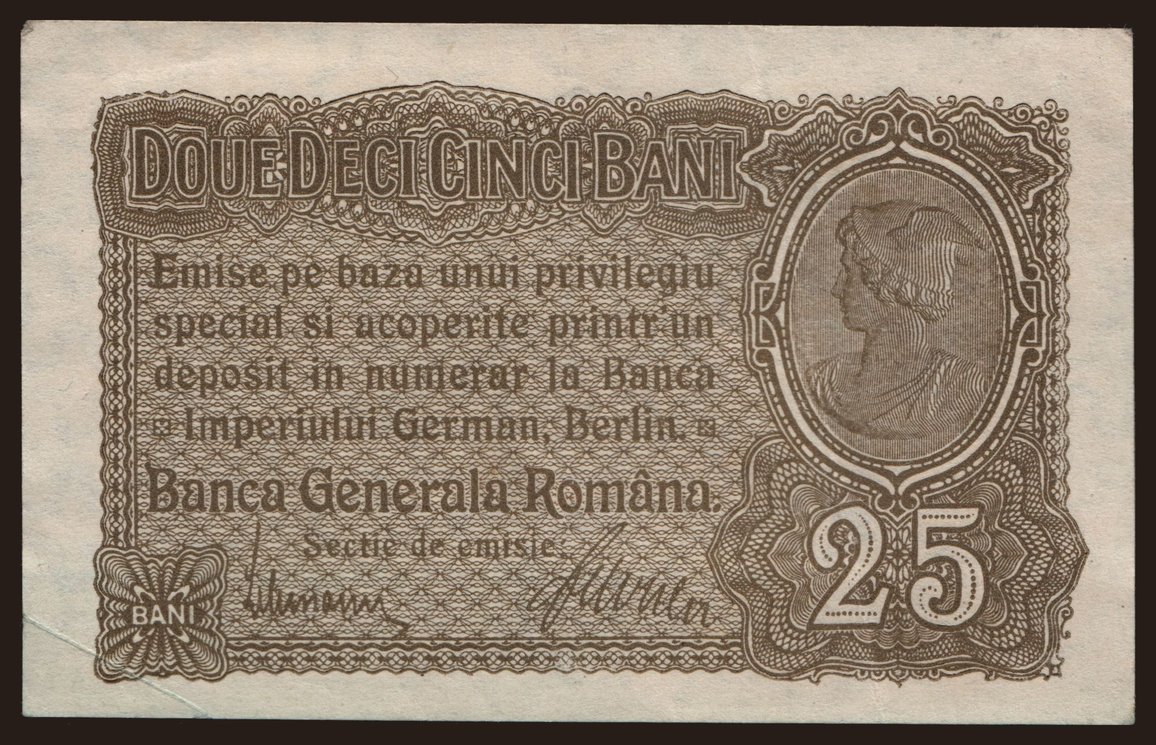 DOUE DECI CINCI BANI
Emise pe baza unui privilegiu
special si acoperite printr'un
deposit in numerar la Banca
Imperiului German, Berlin.
Banca Generala Româna.
Sectie de emisie.
BANI
25